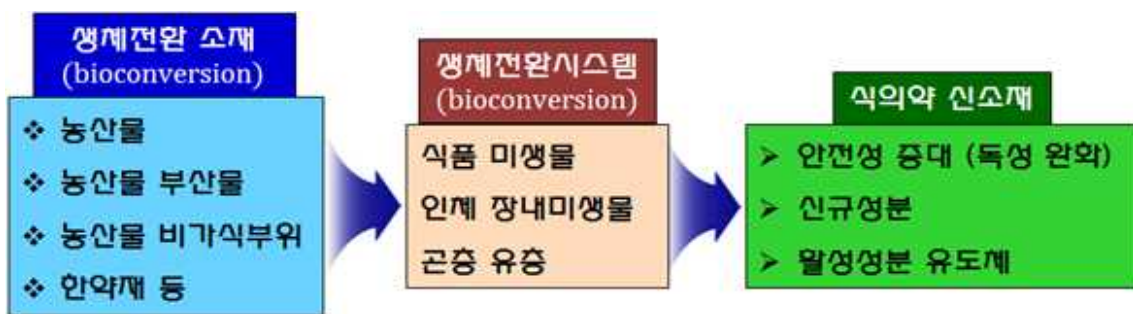 생체전환 소재
(bioconversion)
❖ 농산물
❖ 농산물 부산물
❖ 농산물 비가식부위
❖ 한약재 등
생체전환시스템
(bioconversion)
식품 미생물
인체 장내미생물
곤충 유충
식의약 신소재
➢ 안전성 증대 (독성 완화)
➢ 신규성분
➢ 활성성분 유도체